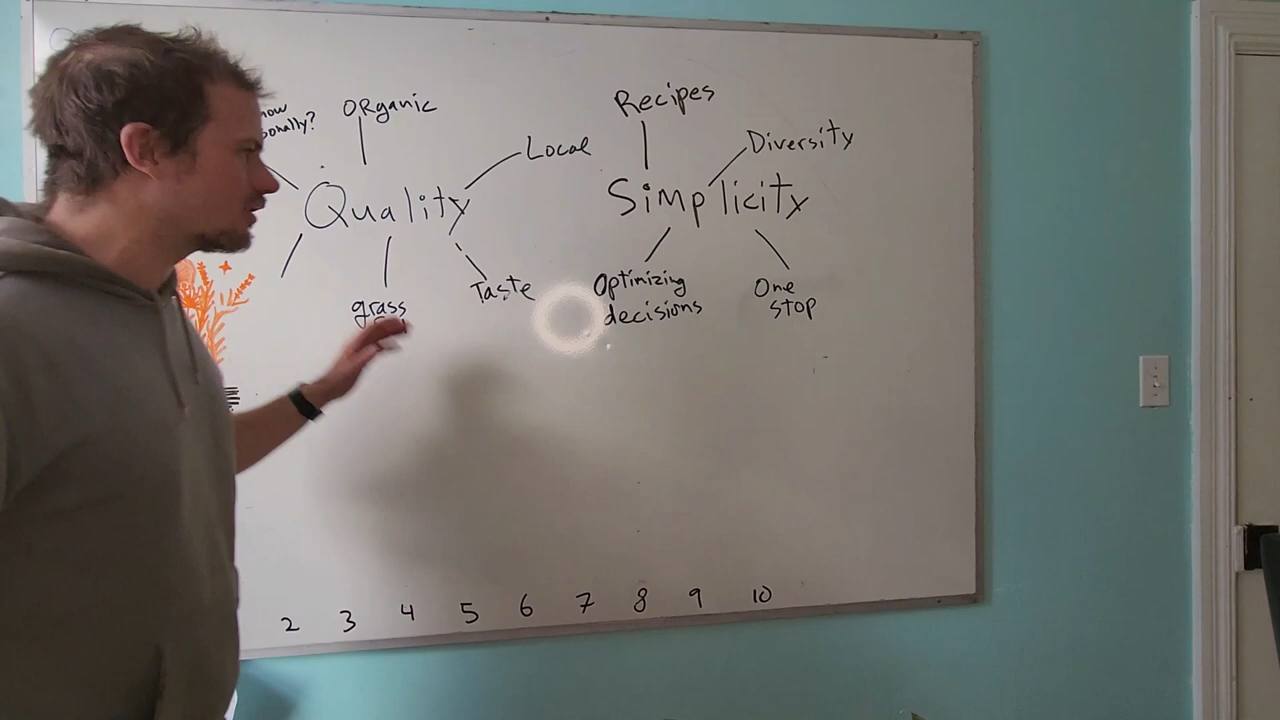 ORganic
Local
Quality
grass
Taste
Recipes
Diversity
Simplicity
Optimizing
decisions
One
stop
2 3 4 5 6 7 8 9 10